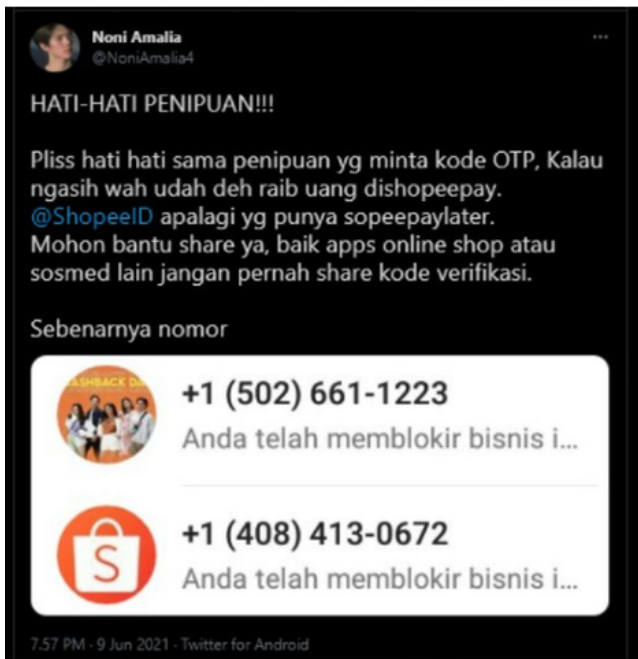 Noni Amalia
@NoniAmalia4
HATI-HATI PENIPUAN!!!
Pliss hati hati sama penipuan yg minta kode OTP, Kalau
ngasih wah udah deh raib uang dishopeepay.
@ShopeeID apalagi yg punya sopeepaylater.
Mohon bantu share ya, baik apps online shop atau
sosmed lain jangan pernah share kode verifikasi.
Sebenarnya nomor
CASHBACK DA
+1 (502) 661-1223
Anda telah memblokir bisnis i...
S
+1 (408) 413-0672
Anda telah memblokir bisnis i...
7.57 PM · 9 Jun 2021 · Twitter for Android